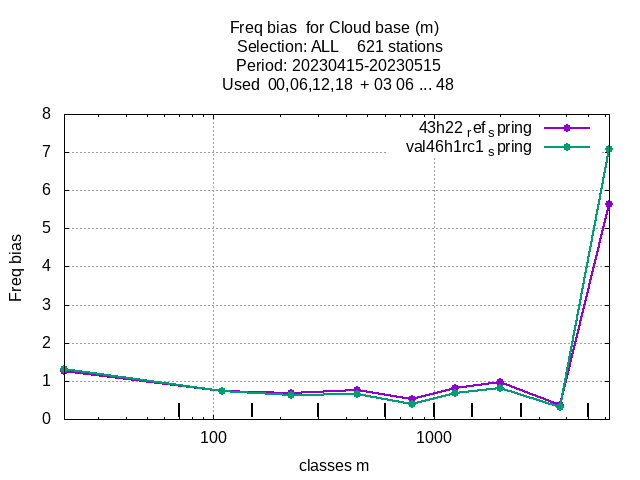 Freq bias  for Cloud base (m)
Selection: ALL    621 stations
Period: 20230415-20230515
Used  00,06,12,18  + 03 06 ... 48
43h22 ref spring
val46h1rc1 spring
8
7
6
5
4
3
2
1
0
Freq bias
100
1000
classes m